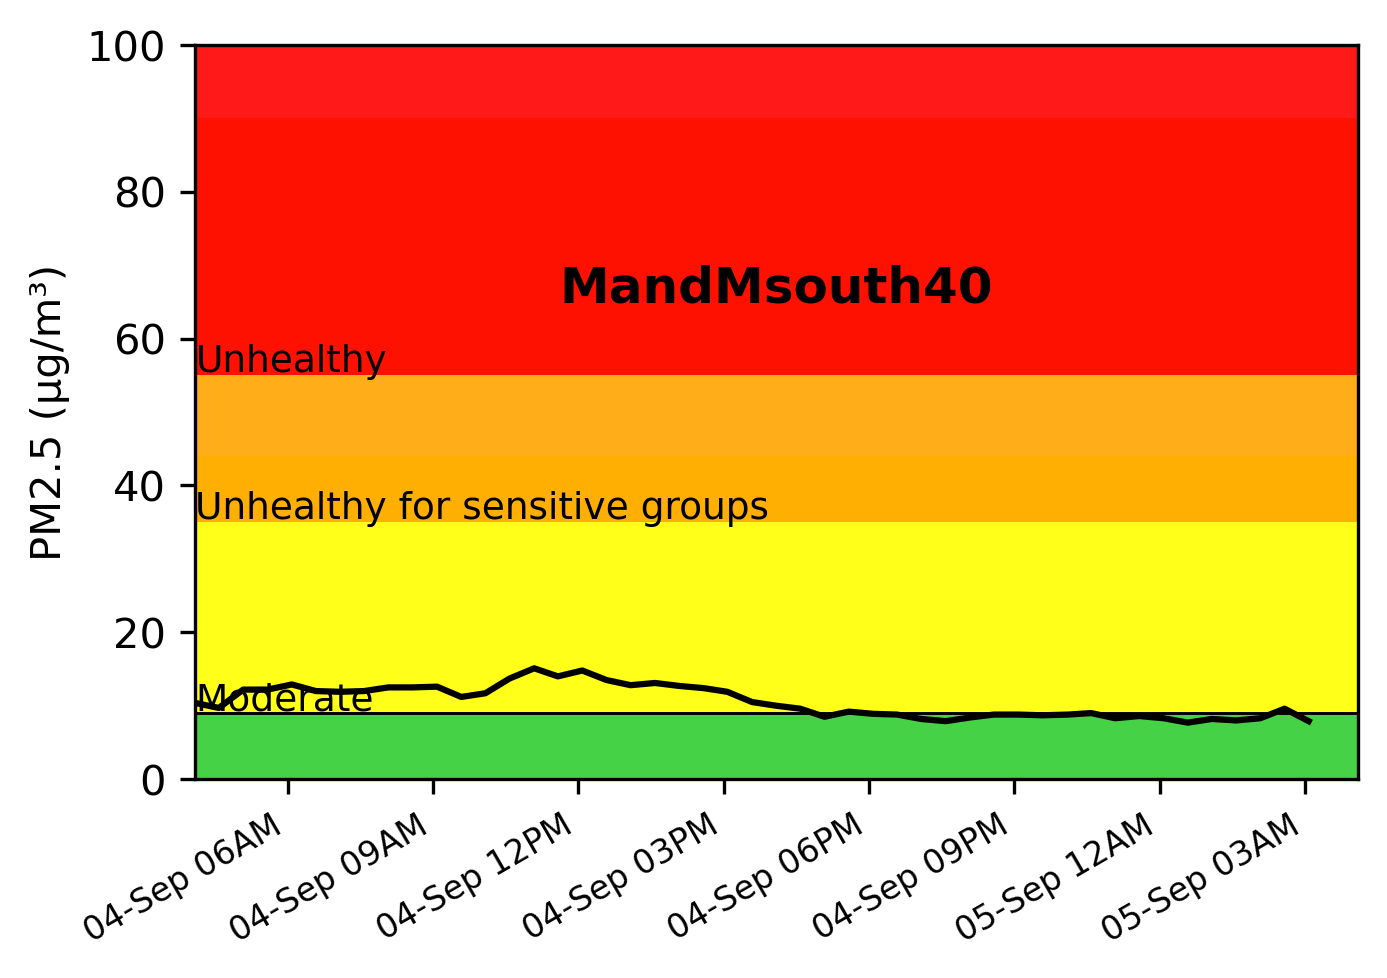 100
80
60
40
20
0
PM2.5 (µg/m³)
MandMsouth40
Unhealthy
Unhealthy for sensitive groups
Moderate
04-Sep 06AM
04-Sep 09AM
04-Sep 12PM
04-Sep 03PM
04-Sep 06PM
04-Sep 09PM
05-Sep 12AM
05-Sep 03AM